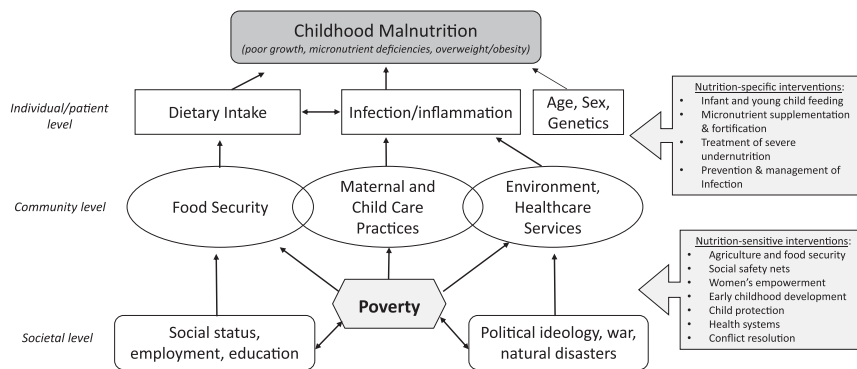 Childhood Malnutrition
(poor growth, micronutrient deficiencies, overweight/obesity)
Individual/patient
level
Dietary Intake
Infection/inflammation
Age, Sex,
Genetics
Nutrition-specific interventions:
• Infant and young child feeding
• Micronutrient supplementation
& fortification
• Treatment of severe
undernutrition
• Prevention & management of
Infection
Community level
Food Security
Maternal and
Child Care
Practices
Environment,
Healthcare
Services
Nutrition-sensitive interventions:
• Agriculture and food security
• Social safety nets
• Women's empowerment
• Early childhood development
• Child protection
• Health systems
• Conflict resolution
Poverty
Societal level
Social status,
employment, education
Political ideology, war,
natural disasters